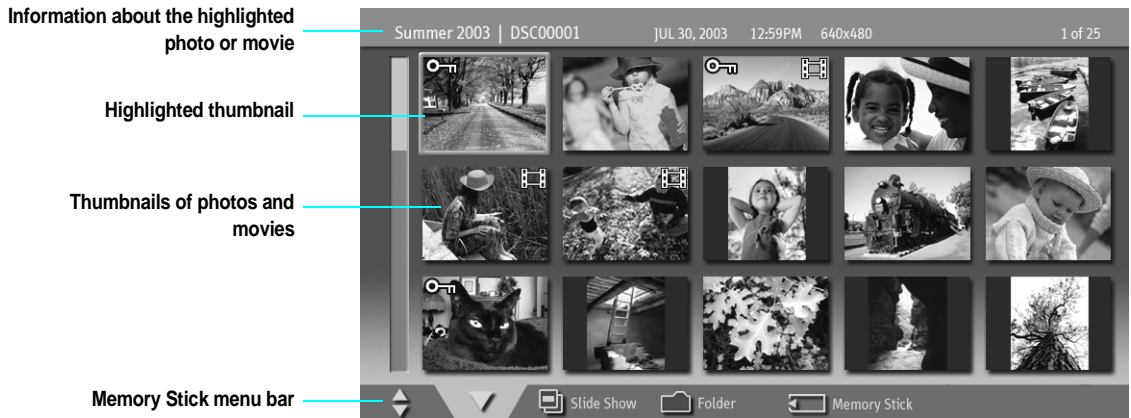 Information about the highlighted
photo or movie
Summer 2003 | DSC00001 JUL 30, 2003 12:59PM 640x480 1 of 25
Highlighted thumbnail
Thumbnails of photos and
movies
Memory Stick menu bar
Slide Show Folder Memory Stick